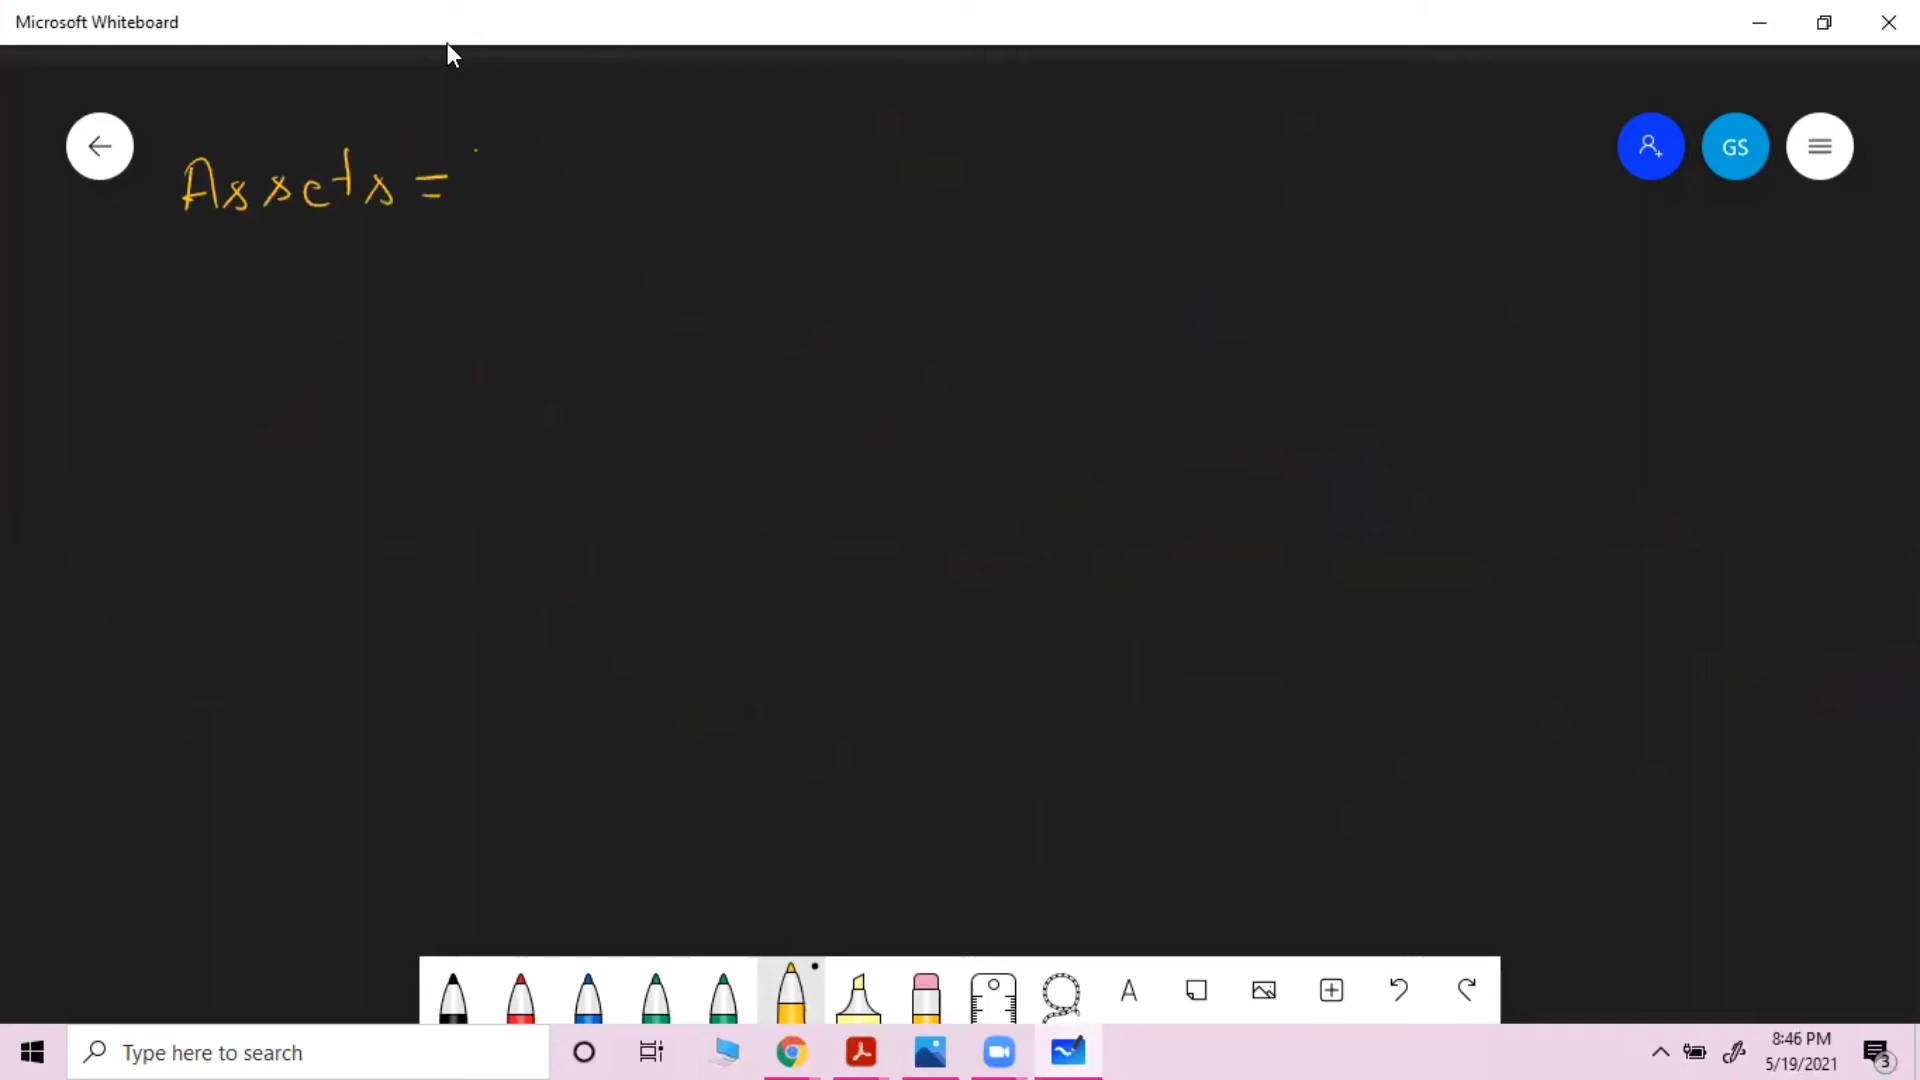 Microsoft Whiteboard
Assets =
GS
A
Type here to search
8:46 PM
5/19/2021
3